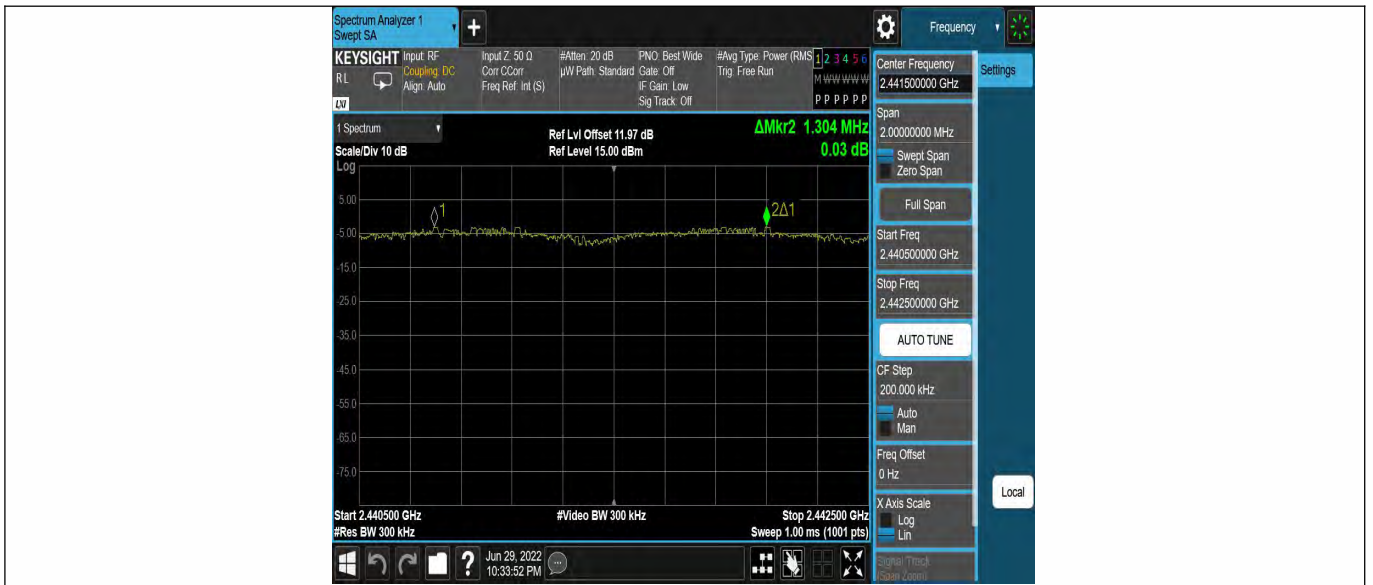 Spectrum Analyzer 1
Swept SA
+
Frequency
KEYSIGHT
RL
LXI
Input: RF
Coupling: DC
Align: Auto
Input Z: 50 Ω
Corr CCorr
Freq Ref: Int (S)
#Atten: 20 dB
µW Path: Standard
PNO: Best Wide
Gate: Off
IF Gain: Low
Sig Track: Off
#Avg Type: Power (RMS
Trig: Free Run
1 2 3 4 5 6
M W W W W W
P P P P P P
1 Spectrum
Scale/Div 10 dB
Log
Ref Lvl Offset 11.97 dB
Ref Level 15.00 dBm
ΔMkr2 1.304 MHz
0.03 dB
1
2Δ1
5.00
-5.00
-15.0
-25.0
-35.0
-45.0
-55.0
-65.0
-75.0
Start 2.440500 GHz
#Res BW 300 kHz
#Video BW 300 kHz
Stop 2.442500 GHz
Sweep 1.00 ms (1001 pts)
?
Jun 29, 2022
10:33:52 PM
Center Frequency
2.441500000 GHz
Settings
Span
2.00000000 MHz
Swept Span
Zero Span
Full Span
Start Freq
2.440500000 GHz
Stop Freq
2.442500000 GHz
AUTO TUNE
CF Step
200.000 kHz
Auto
Man
Freq Offset
0 Hz
X Axis Scale
Log
Lin
Signal Track
(Span Zoom)
Local